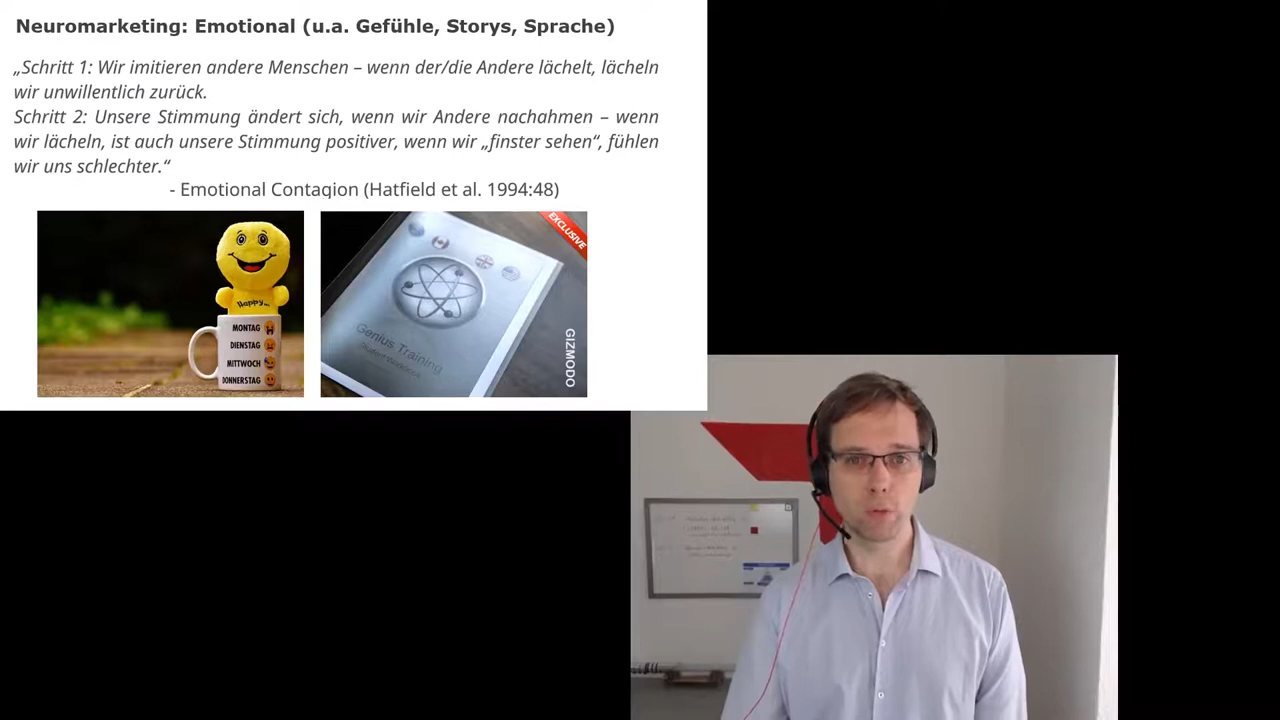 Neuromarketing: Emotional (u.a. Gefühle, Storys, Sprache)
„Schritt 1: Wir imitieren andere Menschen – wenn der/die Andere lächelt, lächeln
wir unwillentlich zurück.
Schritt 2: Unsere Stimmung ändert sich, wenn wir Andere nachahmen – wenn
wir lächeln, ist auch unsere Stimmung positiver, wenn wir „finster sehen“, fühlen
wir uns schlechter.“
- Emotional Contagion (Hatfield et al. 1994:48)
Happy...
MONTAG
DIENSTAG
MITTWOCH
DONNERSTAG
EXCLUSIVE
Genius Training
Student Workbook
GIZMODO